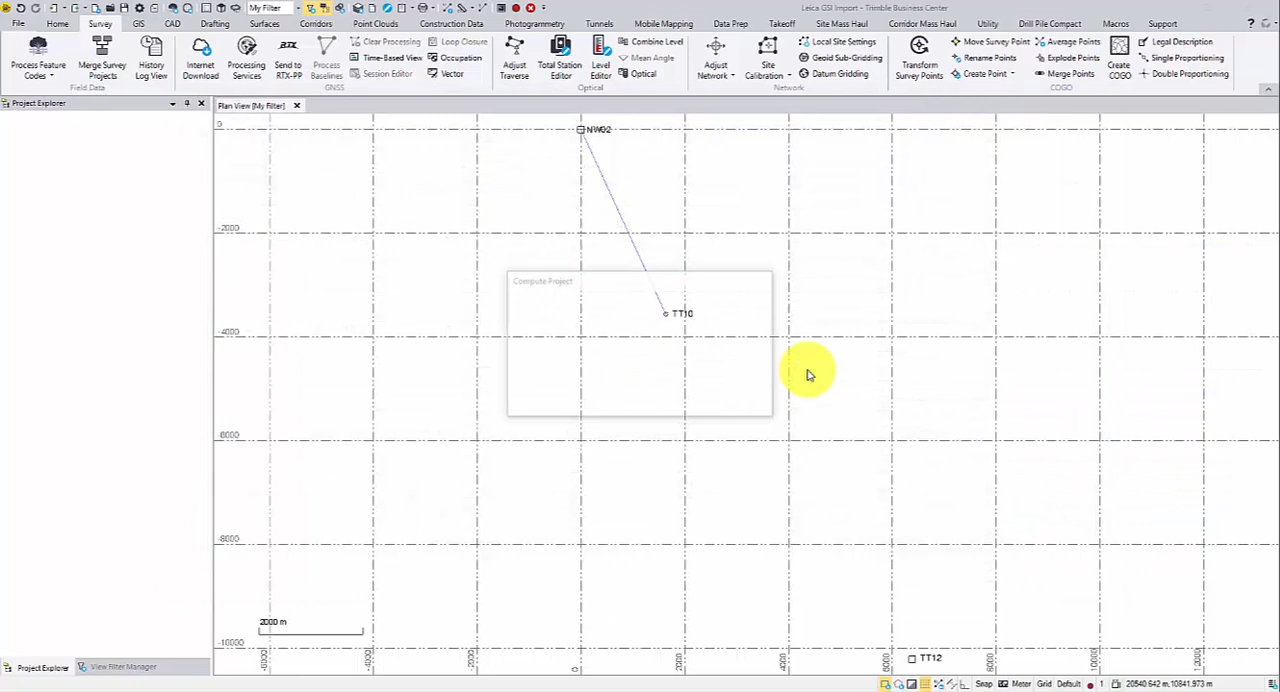 My Filter
Leica GSI Import - Trimble Business Center
File Home Survey GIS CAD Drafting Surfaces Corridors Point Clouds Construction Data Photogrammetry Tunnels Mobile Mapping Data Prep Takeoff Site Mass Haul Corridor Mass Haul Utility Drill Pile Compact Macros Support
Process Feature Codes
Merge Survey Projects
History Log View
Field Data
Internet Download
Processing Services
RTX
Send to RTX-PP
Process Baselines
Clear Processing
Time-Based View
Session Editor
Loop Closure
Occupation
Vector
GNSS
Adjust Traverse
Total Station Editor
Level Editor
Combine Level
Mean Angle
Optical
Optical
Adjust Network
Site Calibration
Local Site Settings
Geoid Sub-Gridding
Datum Gridding
Network
Transform Survey Points
Move Survey Point
Rename Points
Create Point
Average Points
Explode Points
Merge Points
Create COGO
Legal Description
Single Proportioning
Double Proportioning
COGO
Project Explorer
Plan View [My Filter]
0
NW02
-2000
Compute Project
TT10
-4000
-6000
-8000
2000 m
-10000
TT12
-6000 -4000 -2000 0 2000 4000 6000 8000 10000 12000
Project Explorer View Filter Manager
Snap Meter Grid Default 1 20540.642 m, 10841.973 m